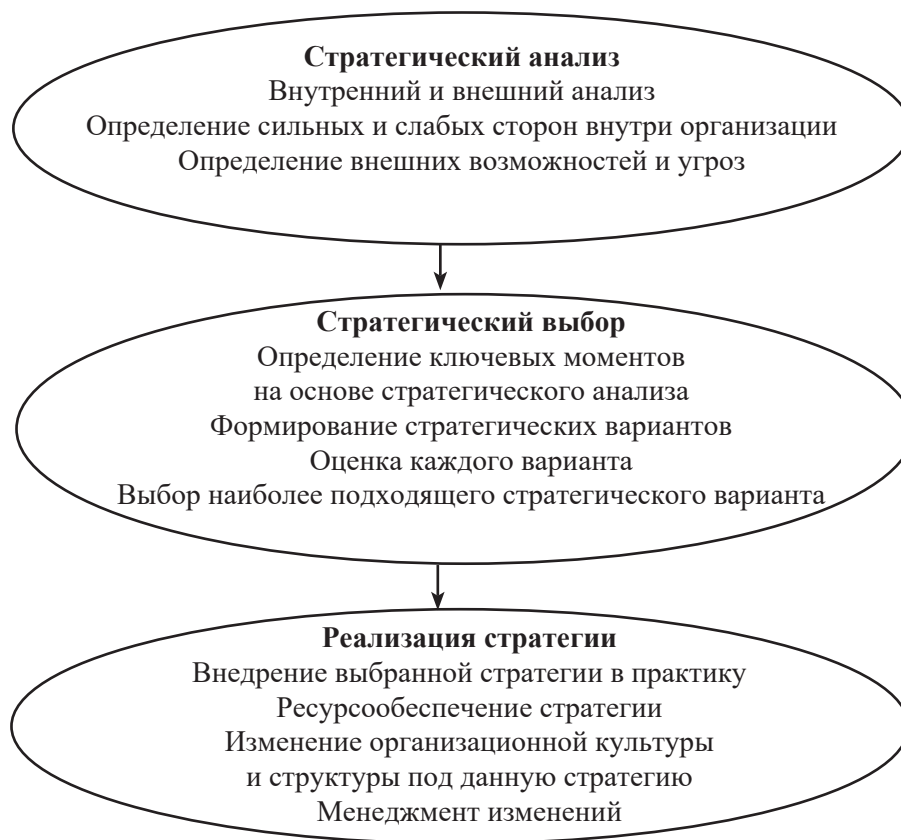 Стратегический анализ
Внутренний и внешний анализ
Определение сильных и слабых сторон внутри организации
Определение внешних возможностей и угроз
Стратегический выбор
Определение ключевых моментов
на основе стратегического анализа
Формирование стратегических вариантов
Оценка каждого варианта
Выбор наиболее подходящего стратегического варианта
Реализация стратегии
Внедрение выбранной стратегии в практику
Ресурсообеспечение стратегии
Изменение организационной культуры
и структуры под данную стратегию
Менеджмент изменений